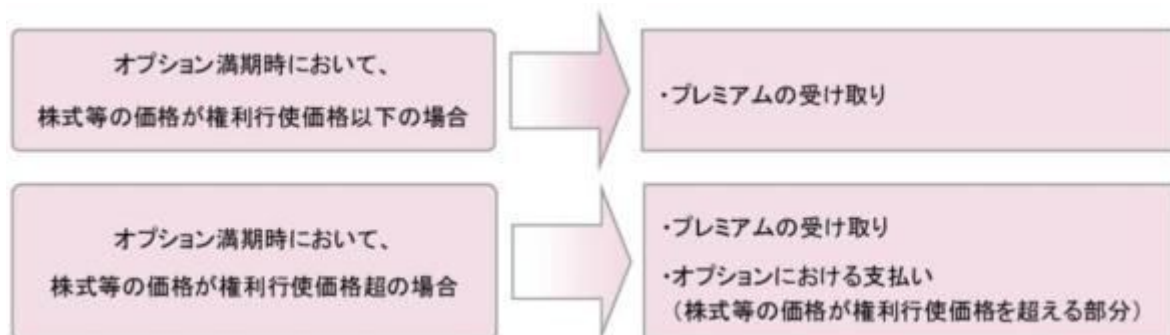 オプション満期時において、
株式等の価格が権利行使価格以下の場合
・プレミアムの受け取り
オプション満期時において、
株式等の価格が権利行使価格超の場合
・プレミアムの受け取り
・オプションにおける支払い
（株式等の価格が権利行使価格を超える部分）